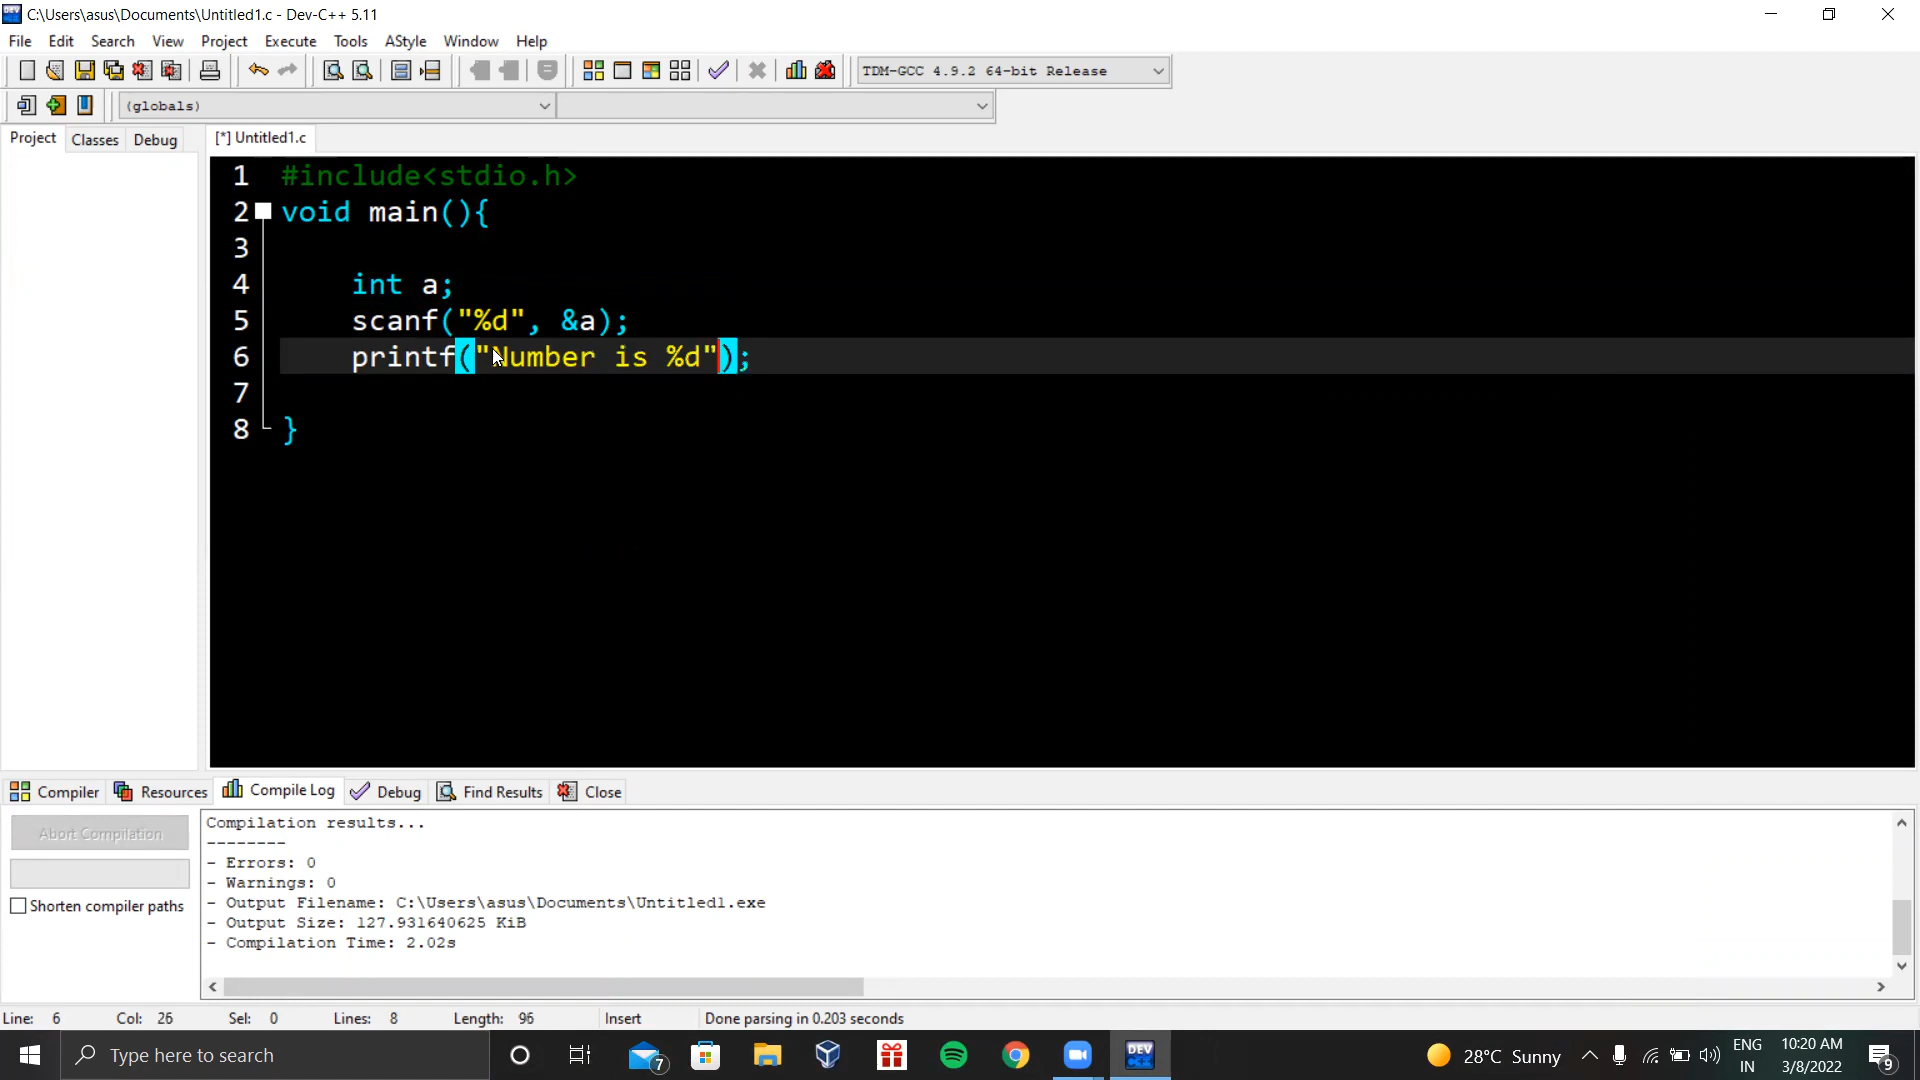 C:\Users\asus\Documents\Untitled1.c - Dev-C++ 5.11
File Edit Search View Project Execute Tools AStyle Window Help
TDM-GCC 4.9.2 64-bit Release
(globals)
Project Classes Debug [*] Untitled1.c
1 #include<stdio.h>
2 void main(){
3
4 int a;
5 scanf("%d", &a);
6 printf("Number is %d");
7
8 }
Compiler Resources Compile Log Debug Find Results Close
Abort Compilation
Shorten compiler paths
Compilation results...
--------
- Errors: 0
- Warnings: 0
- Output Filename: C:\Users\asus\Documents\Untitled1.exe
- Output Size: 127.931640625 KiB
- Compilation Time: 2.02s
Line: 6 Col: 26 Sel: 0 Lines: 8 Length: 96 Insert Done parsing in 0.203 seconds
Type here to search 7 DEV 28°C Sunny ENG IN 10:20 AM 3/8/2022 9